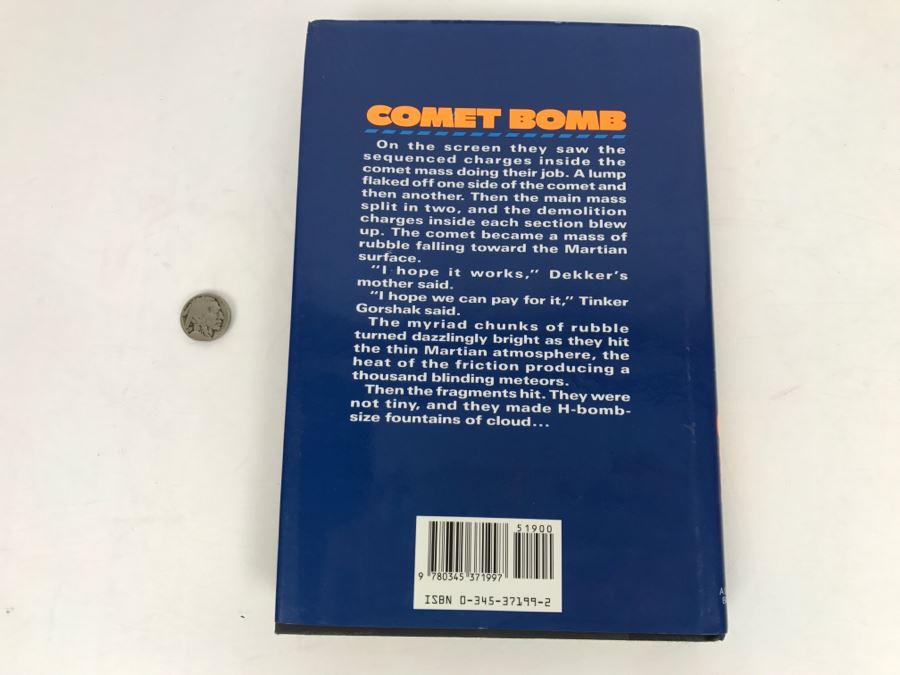 COMET BOMB
On the screen they saw the
sequenced charges inside the
comet mass doing their job. A lump
flaked off one side of the comet and
then another. Then the main mass
split in two, and the demolition
charges inside each section blew
up. The comet became a mass of
rubble falling toward the Martian
surface.
"I hope it works," Dekker's
mother said.
"I hope we can pay for it," Tinker
Gorshak said.
The myriad chunks of rubble
turned dazzlingly bright as they hit
the thin Martian atmosphere, the
heat of the friction producing a
thousand blinding meteors.
Then the fragments hit. They were
not tiny, and they made H-bomb-
size fountains of cloud...
51900
9 780345 371997
ISBN 0-345-37199-2